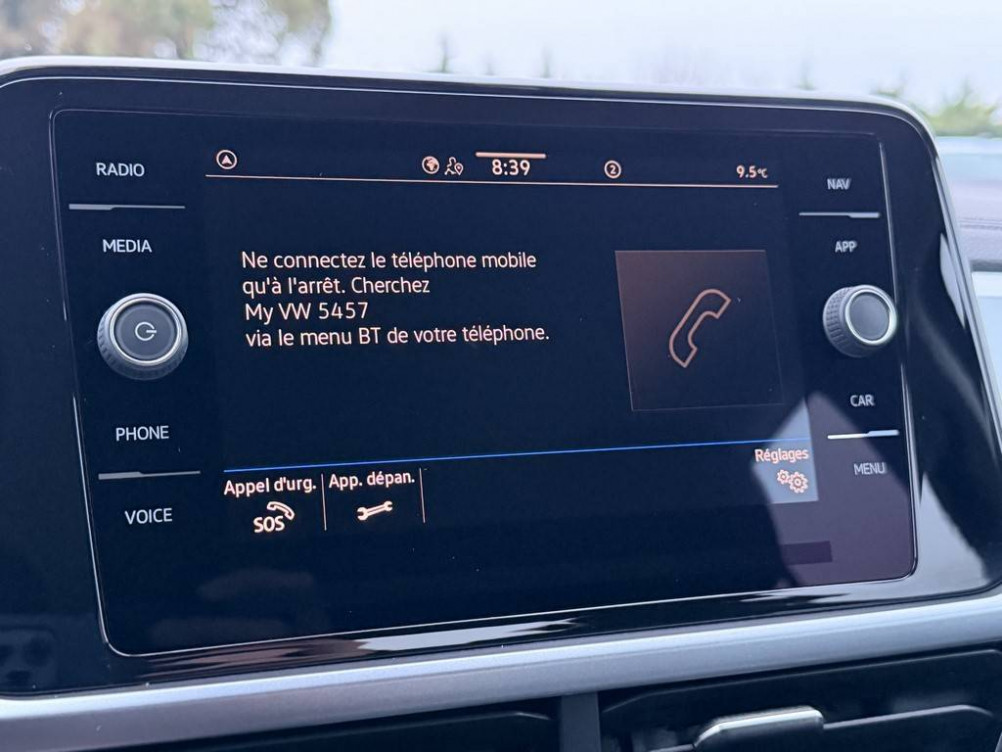 RADIO
MEDIA
PHONE
VOICE
8:39
2
9.5°C
Ne connectez le téléphone mobile
qu'à l'arrêt. Cherchez
My VW 5457
via le menu BT de votre téléphone.
Réglages
Appel d'urg.
App. dépan.
SOS
NAV
APP
CAR
MENU